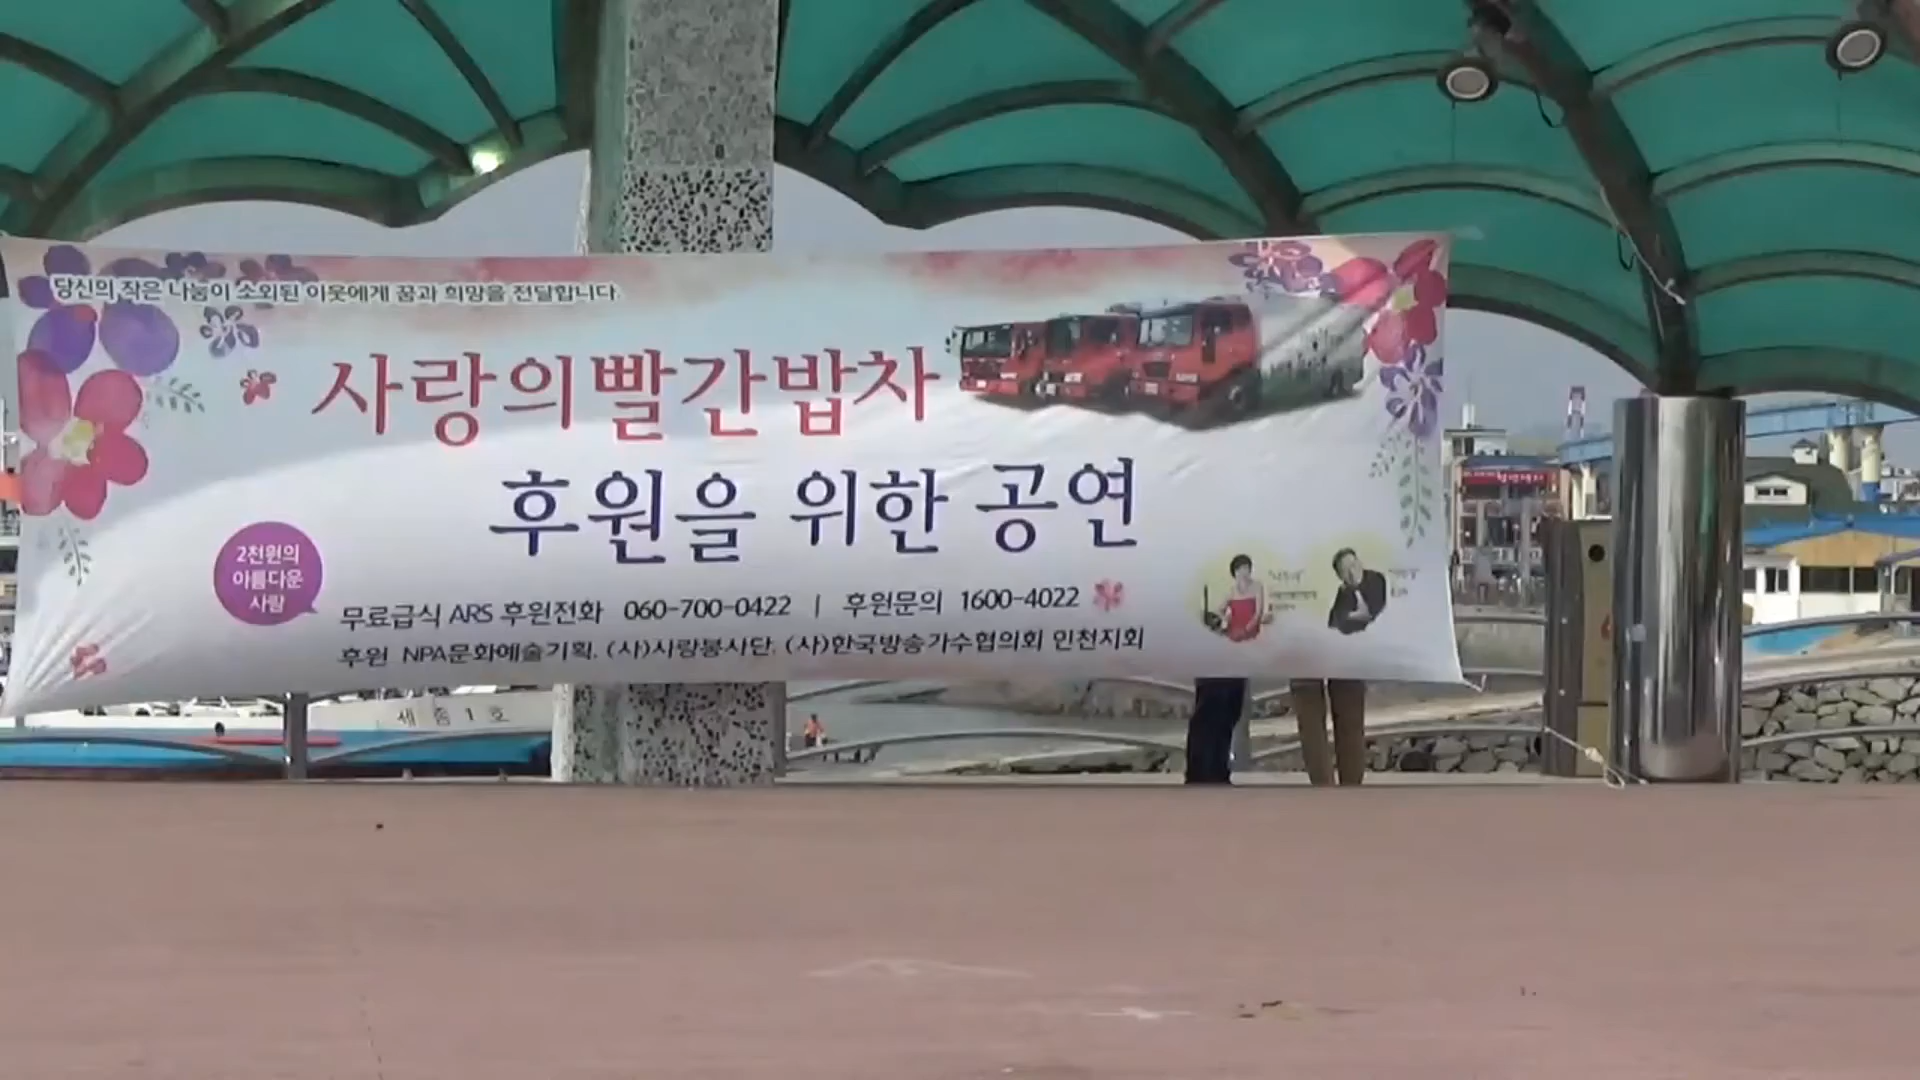 당신의 작은 나눔이 소외된 이웃에게 꿈과 희망을 전달합니다.
사랑의빨간밥차
후원을 위한 공연
2천원의
아름다운
사람
무료급식 ARS 후원전화 060-700-0422 | 후원문의 1600-4022
후원 NPA문화예술기획, (사)사랑봉사단, (사)한국방송가수협의회 인천지회
세종1호